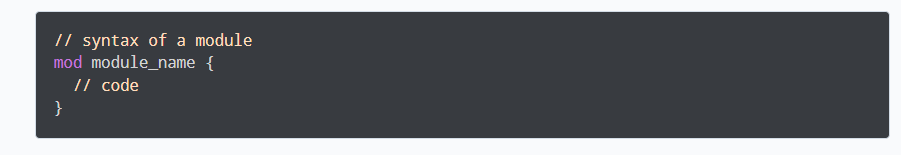 // syntax of a module
mod module_name {
  // code
}